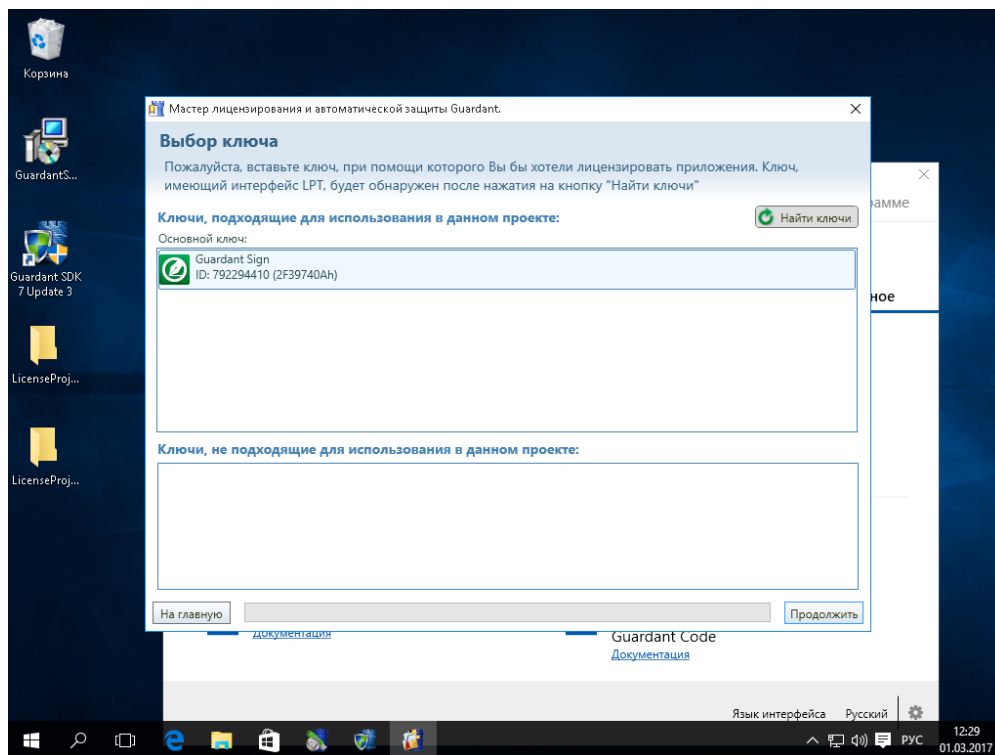 Корзина
GuardantS...
Guardant SDK
7 Update 3
LicenseProj...
LicenseProj...
Мастер лицензирования и автоматической защиты Guardant.
Выбор ключа
Пожалуйста, вставьте ключ, при помощи которого Вы бы хотели лицензировать приложения. Ключ,
имеющий интерфейс LPT, будет обнаружен после нажатия на кнопку "Найти ключи"
Ключи, подходящие для использования в данном проекте:
Найти ключи
Основной ключ:
Guardant Sign
ID: 792294410 (2F39740Ah)
Ключи, не подходящие для использования в данном проекте:
На главную
Продолжить
рамме
ное
Документация
Guardant Code
Документация
Язык интерфейса Русский
РУС
12:29
01.03.2017